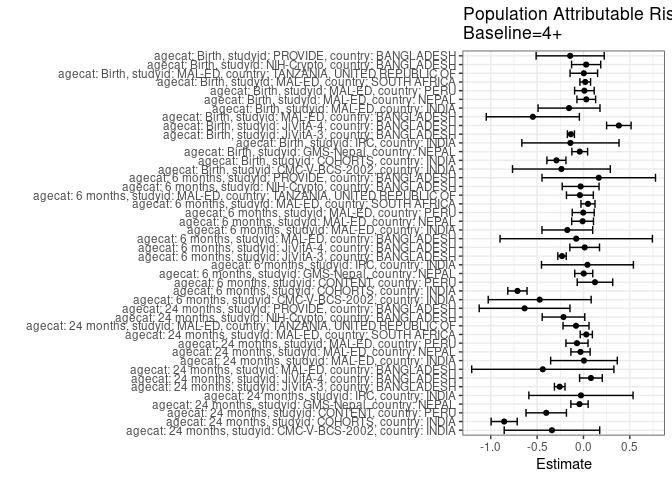 Population Attributable Ris
Baseline=4+
agecat: Birth, studyid: PROVIDE, country: BANGLADESH
agecat: Birth, studyid: NIH-Crypto, country: BANGLADESH
agecat: Birth, studyid: MAL-ED, country: TANZANIA, UNITED REPUBLIC OF
agecat: Birth, studyid: MAL-ED, country: SOUTH AFRICA
agecat: Birth, studyid: MAL-ED, country: PERU
agecat: Birth, studyid: MAL-ED, country: NEPAL
agecat: Birth, studyid: MAL-ED, country: INDIA
agecat: Birth, studyid: MAL-ED, country: BANGLADESH
agecat: Birth, studyid: JiVitA-4, country: BANGLADESH
agecat: Birth, studyid: JiVitA-3, country: BANGLADESH
agecat: Birth, studyid: IRC, country: INDIA
agecat: Birth, studyid: GMS-Nepal, country: NEPAL
agecat: Birth, studyid: COHORTS, country: INDIA
agecat: Birth, studyid: CMC-V-BCS-2002, country: INDIA
agecat: 6 months, studyid: PROVIDE, country: BANGLADESH
agecat: 6 months, studyid: NIH-Crypto, country: BANGLADESH
agecat: 6 months, studyid: MAL-ED, country: TANZANIA, UNITED REPUBLIC OF
agecat: 6 months, studyid: MAL-ED, country: SOUTH AFRICA
agecat: 6 months, studyid: MAL-ED, country: PERU
agecat: 6 months, studyid: MAL-ED, country: NEPAL
agecat: 6 months, studyid: MAL-ED, country: INDIA
agecat: 6 months, studyid: MAL-ED, country: BANGLADESH
agecat: 6 months, studyid: JiVitA-4, country: BANGLADESH
agecat: 6 months, studyid: JiVitA-3, country: BANGLADESH
agecat: 6 months, studyid: IRC, country: INDIA
agecat: 6 months, studyid: GMS-Nepal, country: NEPAL
agecat: 6 months, studyid: CONTENT, country: PERU
agecat: 6 months, studyid: COHORTS, country: INDIA
agecat: 6 months, studyid: CMC-V-BCS-2002, country: INDIA
agecat: 24 months, studyid: PROVIDE, country: BANGLADESH
agecat: 24 months, studyid: NIH-Crypto, country: BANGLADESH
agecat: 24 months, studyid: MAL-ED, country: TANZANIA, UNITED REPUBLIC OF
agecat: 24 months, studyid: MAL-ED, country: SOUTH AFRICA
agecat: 24 months, studyid: MAL-ED, country: PERU
agecat: 24 months, studyid: MAL-ED, country: NEPAL
agecat: 24 months, studyid: MAL-ED, country: INDIA
agecat: 24 months, studyid: MAL-ED, country: BANGLADESH
agecat: 24 months, studyid: JiVitA-4, country: BANGLADESH
agecat: 24 months, studyid: JiVitA-3, country: BANGLADESH
agecat: 24 months, studyid: IRC, country: INDIA
agecat: 24 months, studyid: GMS-Nepal, country: NEPAL
agecat: 24 months, studyid: CONTENT, country: PERU
agecat: 24 months, studyid: COHORTS, country: INDIA
agecat: 24 months, studyid: CMC-V-BCS-2002, country: INDIA
-1.0 -0.5 0.0 0.5
Estimate